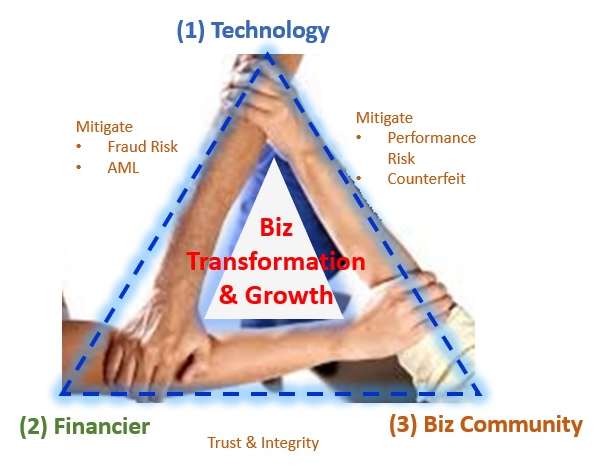 (1) Technology
Mitigate
• Fraud Risk
• AML
Mitigate
• Performance
Risk
• Counterfeit
Biz
Transformation
& Growth
(2) Financier
(3) Biz Community
Trust & Integrity